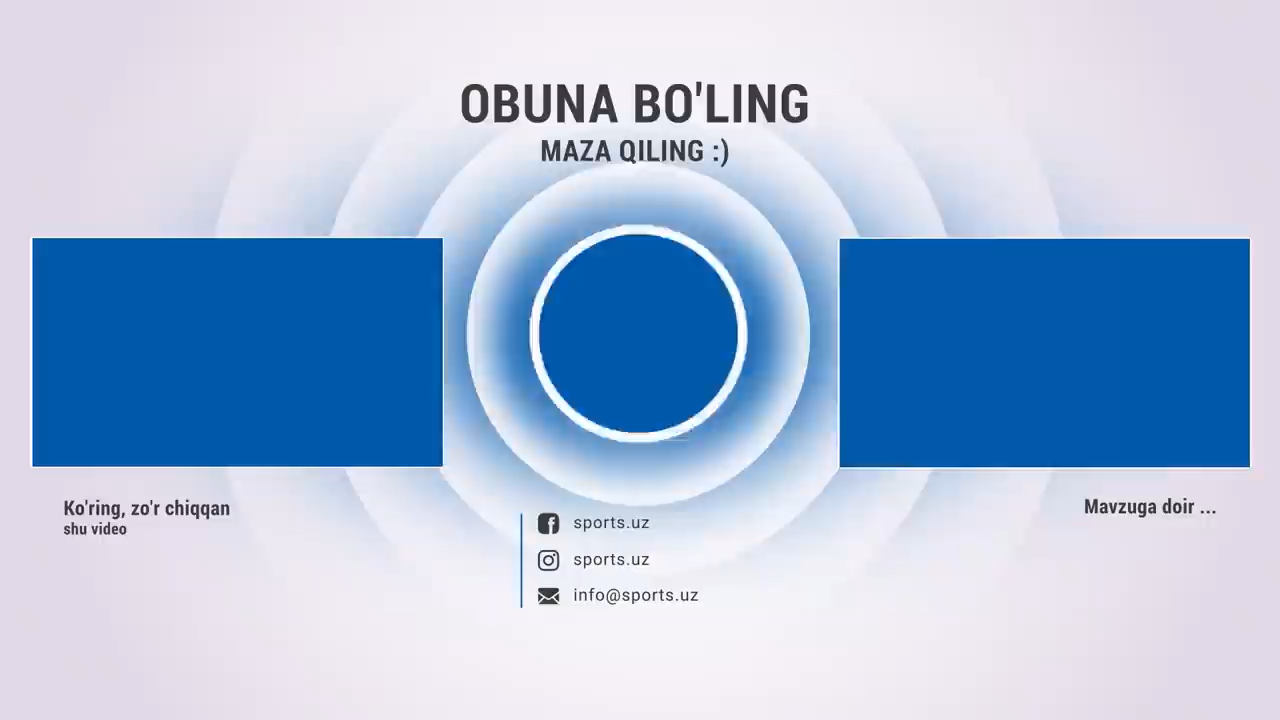 OBUNA BO'LING
MAZA QILING :)
Ko'ring, zo'r chiqqan
shu video
Mavzuga doir ...
sports.uz
sports.uz
info@sports.uz